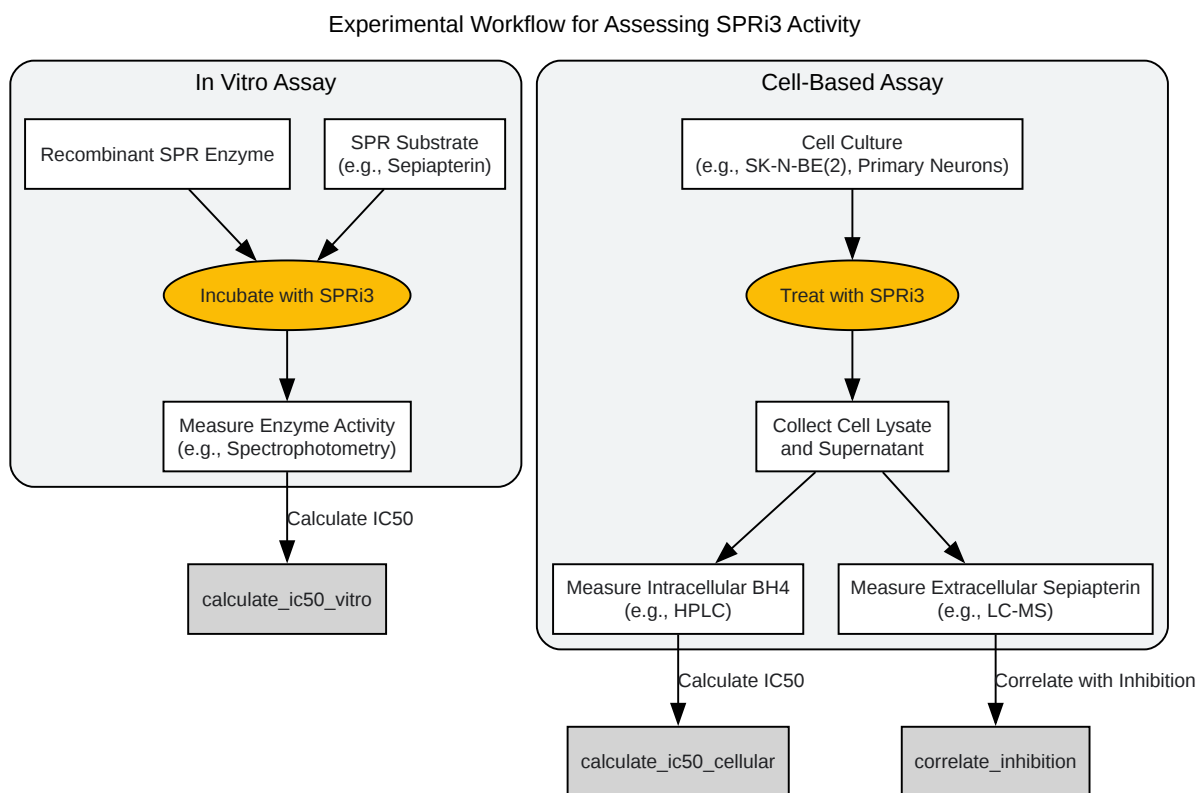 Experimental Workflow for Assessing SPRi3 Activity
In Vitro Assay
Recombinant SPR Enzyme
SPR Substrate
(e.g., Sepiapterin)
Incubate with SPRi3
Measure Enzyme Activity
(e.g., Spectrophotometry)
Calculate IC50
calculate_ic50_vitro
Cell-Based Assay
Cell Culture
(e.g., SK-N-BE(2), Primary Neurons)
Treat with SPRi3
Collect Cell Lysate
and Supernatant
Measure Intracellular BH4
(e.g., HPLC)
Measure Extracellular Sepiapterin
(e.g., LC-MS)
Calculate IC50
Correlate with Inhibition
calculate_ic50_cellular
correlate_inhibition